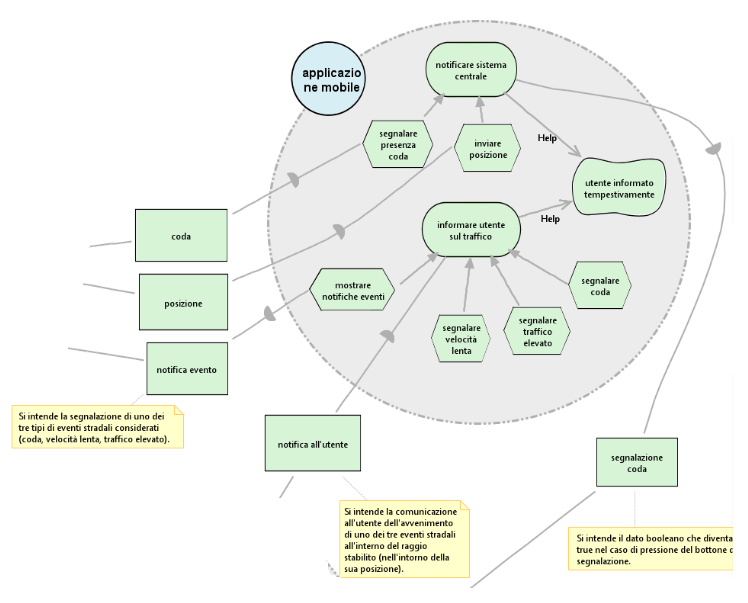 applicazio
ne mobile
notificare sistema
centrale
segnalare
presenza
coda
inviare
posizione
Help
utente informato
tempestivamente
Help
informare utente
sul traffico
coda
posizione
mostrare
notifiche eventi
segnalare
coda
segnalare
velocità
lenta
segnalare
traffico
elevato
notifica evento
Si intende la segnalazione di uno dei
tre tipi di eventi stradali considerati
(coda, velocità lenta, traffico elevato).
notifica all'utente
segnalazione
coda
Si intende la comunicazione
all'utente dell'avvenimento
di uno dei tre eventi stradali
all'interno del raggio
stabilito (nell'intorno della
sua posizione).
Si intende il dato booleano che diventa
true nel caso di pressione del bottone d
segnalazione.